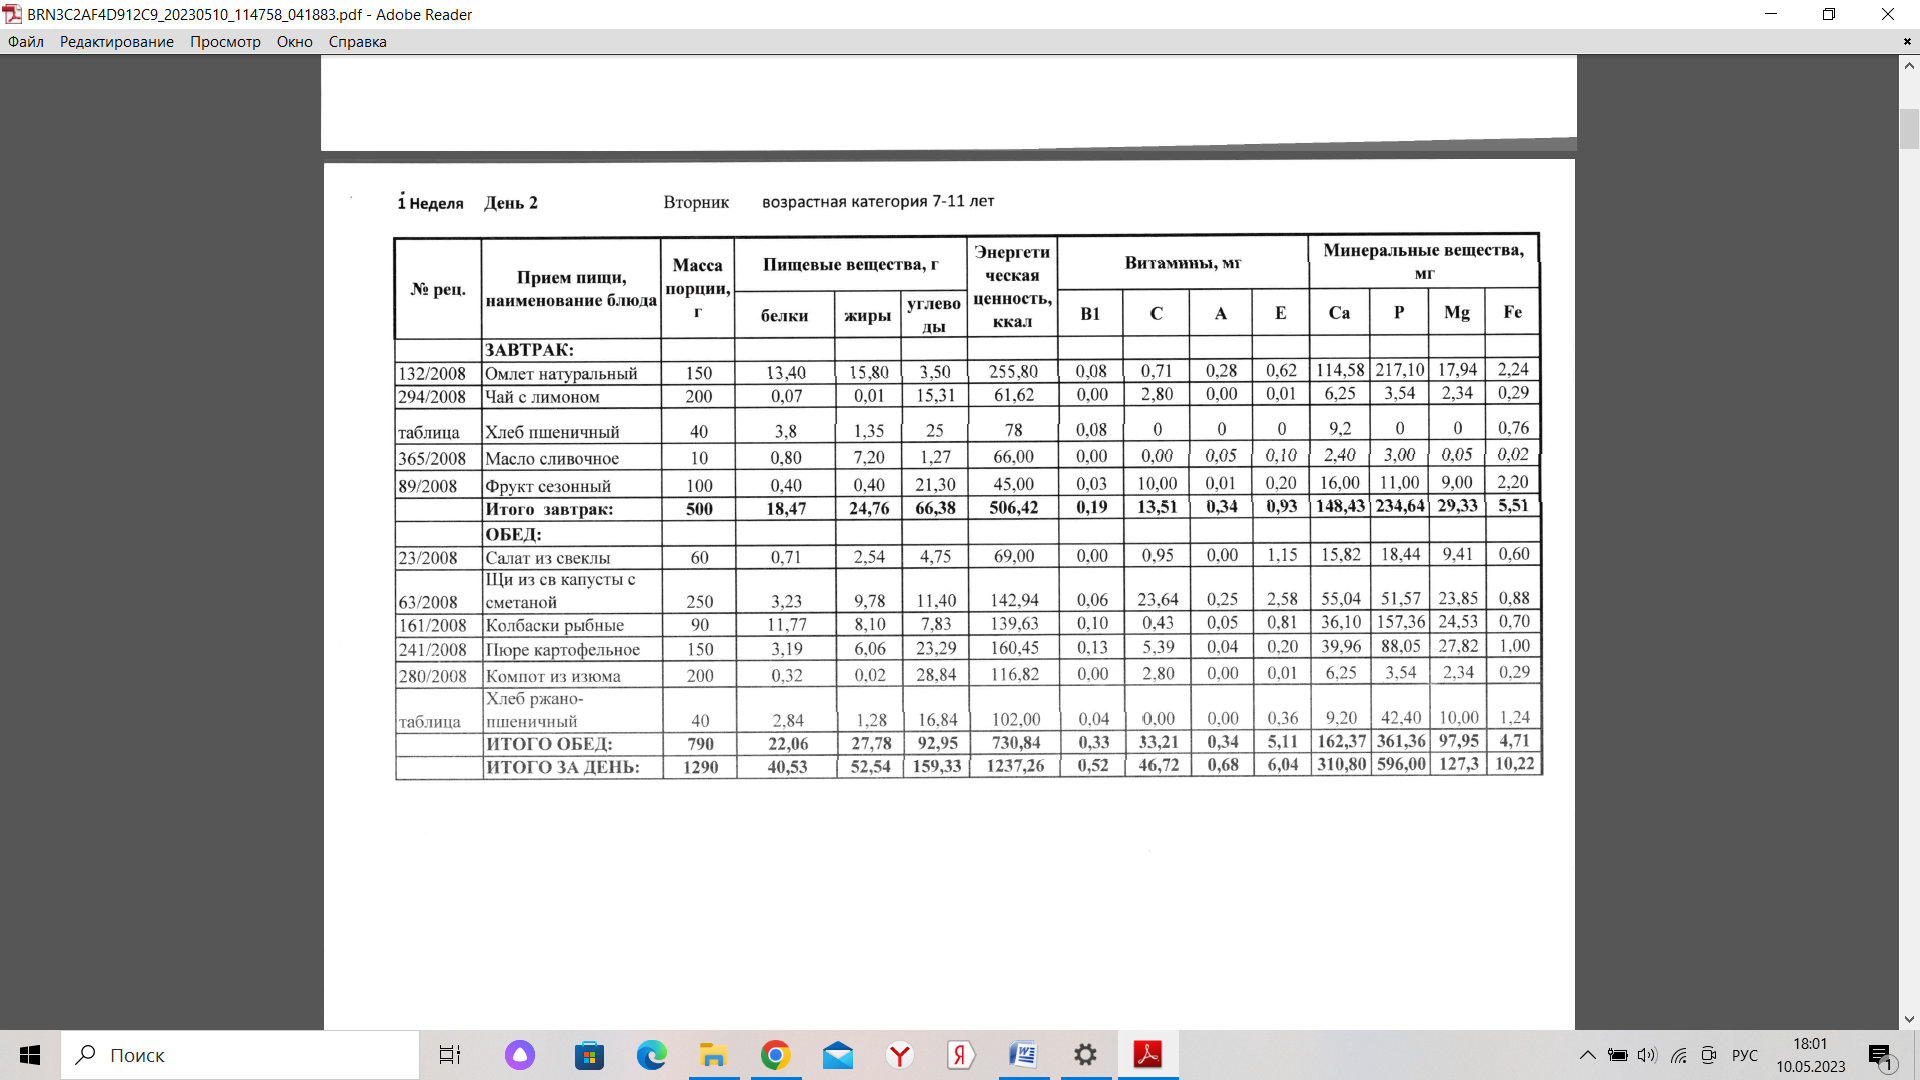 BRN3C2AF4D912C9_20230510_114758_041883.pdf - Adobe Reader
Файл Редактирование Просмотр Окно Справка
1 Неделя День 2 Вторник возрастная категория 7-11 лет
№ рец. Прием пищи, наименование блюда Масса порции, г Пищевые вещества, г Энергети ческая ценность, ккал Витамины, мг Минеральные вещества, мг
белки жиры углево ды B1 C A E Ca P Mg Fe
ЗАВТРАК:
132/2008 Омлет натуральный 150 13,40 15,80 3,50 255,80 0,08 0,71 0,28 0,62 114,58 217,10 17,94 2,24
294/2008 Чай с лимоном 200 0,07 0,01 15,31 61,62 0,00 2,80 0,00 0,01 6,25 3,54 2,34 0,29
таблица Хлеб пшеничный 40 3,8 1,35 25 78 0,08 0 0 0 9,2 0 0 0,76
365/2008 Масло сливочное 10 0,80 7,20 1,27 66,00 0,00 0,00 0,05 0,10 2,40 3,00 0,05 0,02
89/2008 Фрукт сезонный 100 0,40 0,40 21,30 45,00 0,03 10,00 0,01 0,20 16,00 11,00 9,00 2,20
Итого завтрак: 500 18,47 24,76 66,38 506,42 0,19 13,51 0,34 0,93 148,43 234,64 29,33 5,51
ОБЕД:
23/2008 Салат из свеклы 60 0,71 2,54 4,75 69,00 0,00 0,95 0,00 1,15 15,82 18,44 9,41 0,60
Щи из св капусты с
63/2008 сметаной 250 3,23 9,78 11,40 142,94 0,06 23,64 0,25 2,58 55,04 51,57 23,85 0,88
161/2008 Колбаски рыбные 90 11,77 8,10 7,83 139,63 0,10 0,43 0,05 0,81 36,10 157,36 24,53 0,70
241/2008 Пюре картофельное 150 3,19 6,06 23,29 160,45 0,13 5,39 0,04 0,20 39,96 88,05 27,82 1,00
280/2008 Компот из изюма 200 0,32 0,02 28,84 116,82 0,00 2,80 0,00 0,01 6,25 3,54 2,34 0,29
Хлеб ржано-
таблица пшеничный 40 2,84 1,28 16,84 102,00 0,04 0,00 0,00 0,36 9,20 42,40 10,00 1,24
ИТОГО ОБЕД: 790 22,06 27,78 92,95 730,84 0,33 33,21 0,34 5,11 162,37 361,36 97,95 4,71
ИТОГО ЗА ДЕНЬ: 1290 40,53 52,54 159,33 1237,26 0,52 46,72 0,68 6,04 310,80 596,00 127,3 10,22
Поиск
РУС
18:01
10.05.2023
1